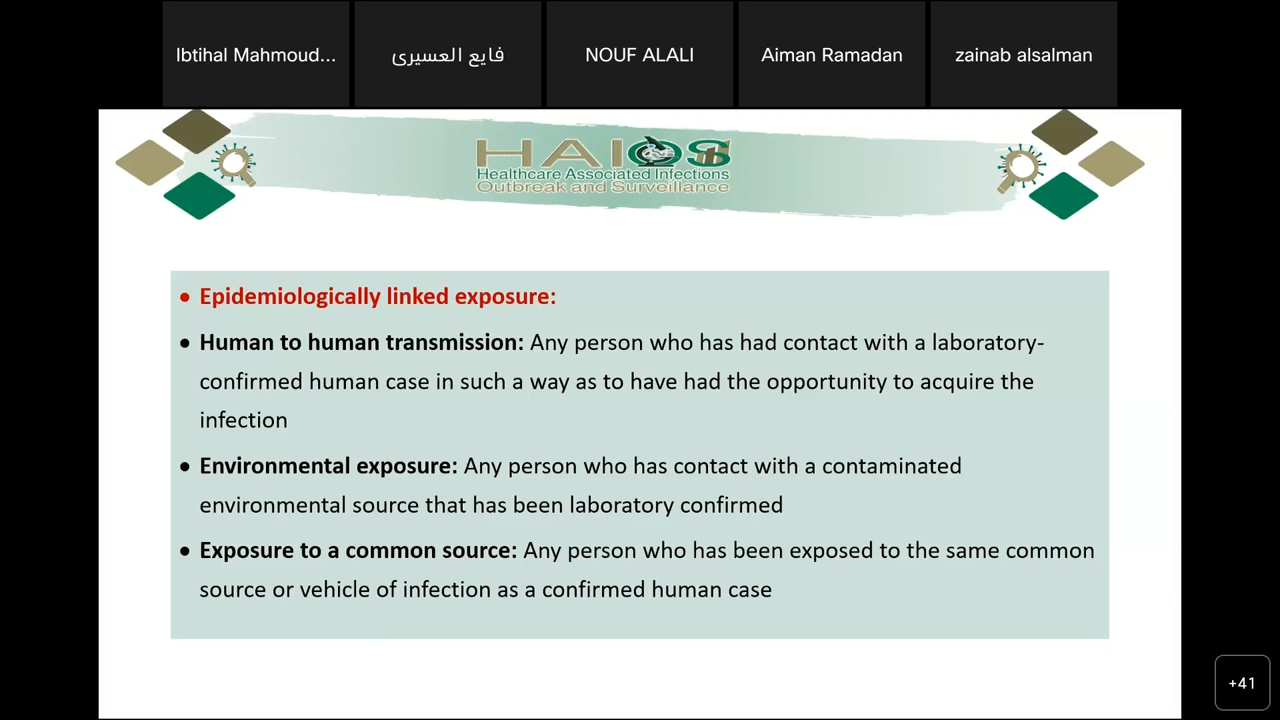 Ibtihal Mahmoud...
فايع العسيرى
NOUF ALALI
Aiman Ramadan
zainab alsalman
HAIOS
Healthcare Associated Infections
Outbreak and Surveillance
• Epidemiologically linked exposure:
• Human to human transmission: Any person who has had contact with a laboratory-
confirmed human case in such a way as to have had the opportunity to acquire the
infection
• Environmental exposure: Any person who has contact with a contaminated
environmental source that has been laboratory confirmed
• Exposure to a common source: Any person who has been exposed to the same common
source or vehicle of infection as a confirmed human case
+41